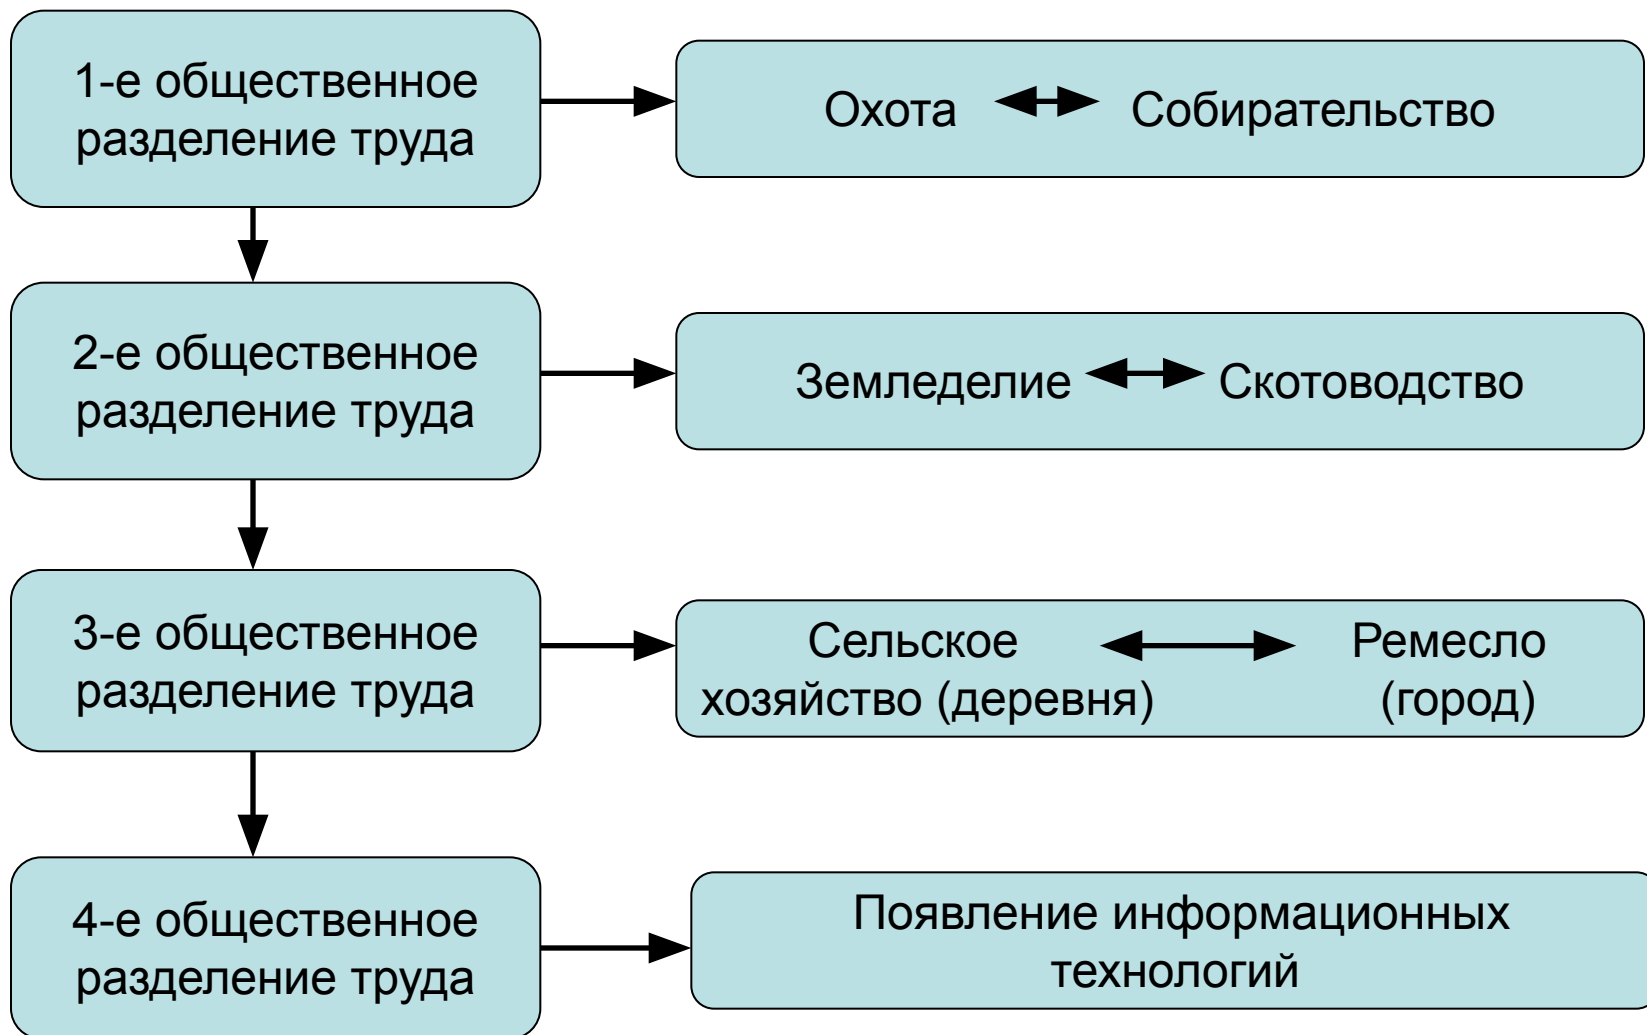 1-е общественное
разделение труда
Охота Собирательство
2-е общественное
разделение труда
Земледелие Скотоводство
3-е общественное
разделение труда
Сельское Ремесло
хозяйство (деревня) (город)
4-е общественное
разделение труда
Появление информационных
технологий